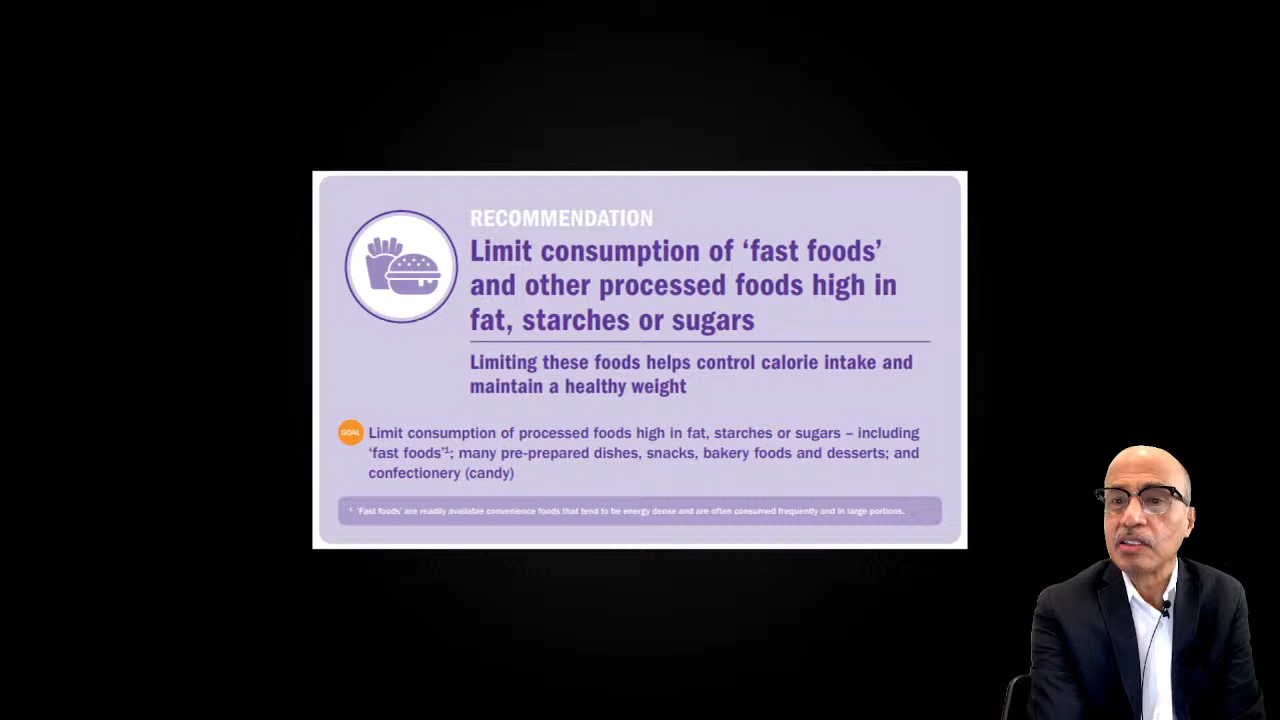 RECOMMENDATION
Limit consumption of ‘fast foods’
and other processed foods high in
fat, starches or sugars
Limiting these foods helps control calorie intake and
maintain a healthy weight
GOAL
Limit consumption of processed foods high in fat, starches or sugars – including
‘fast foods’¹; many pre-prepared dishes, snacks, bakery foods and desserts; and
confectionery (candy)
¹ ‘Fast foods’ are readily available convenience foods that tend to be energy dense and are often consumed frequently and in large portions.